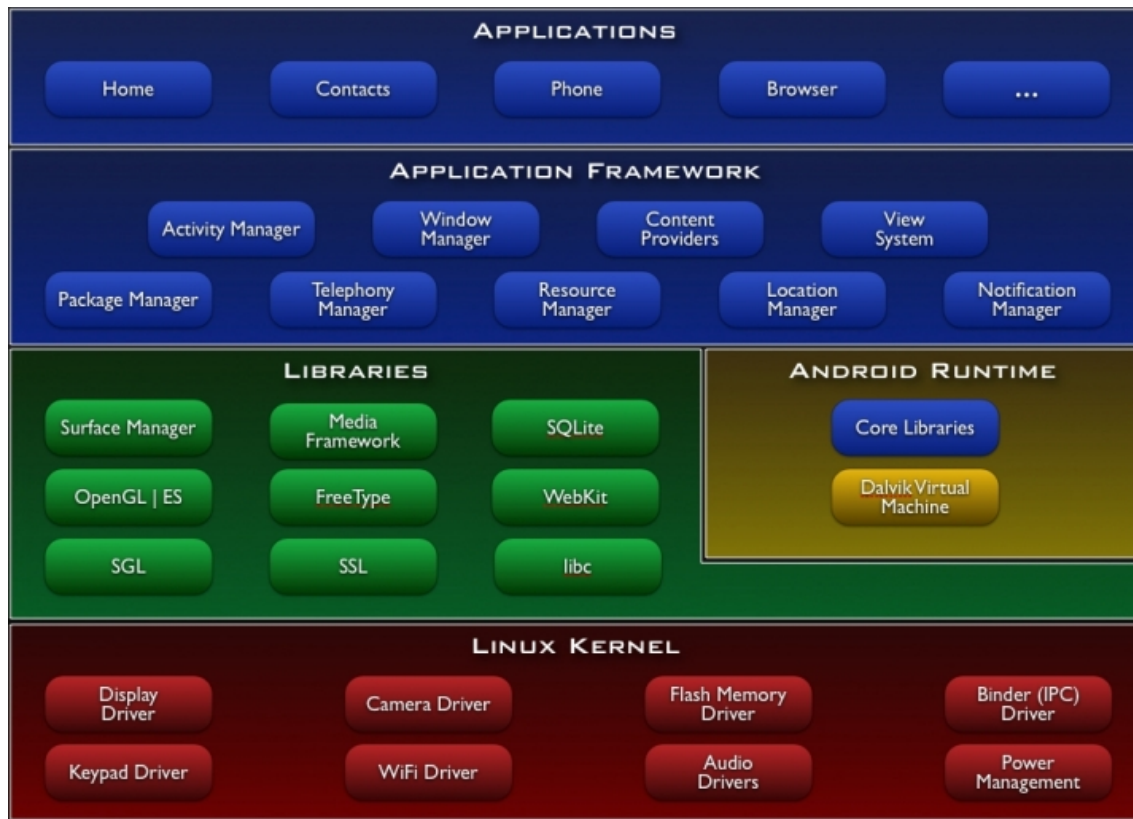 APPLICATIONS
Home
Contacts
Phone
Browser
...
APPLICATION FRAMEWORK
Activity Manager
Window
Manager
Content
Providers
View
System
Package Manager
Telephony
Manager
Resource
Manager
Location
Manager
Notification
Manager
LIBRARIES
Surface Manager
Media
Framework
SQLite
OpenGL | ES
FreeType
WebKit
SGL
SSL
libc
ANDROID RUNTIME
Core Libraries
Dalvik Virtual
Machine
LINUX KERNEL
Display
Driver
Camera Driver
Flash Memory
Driver
Binder (IPC)
Driver
Keypad Driver
WiFi Driver
Audio
Drivers
Power
Management